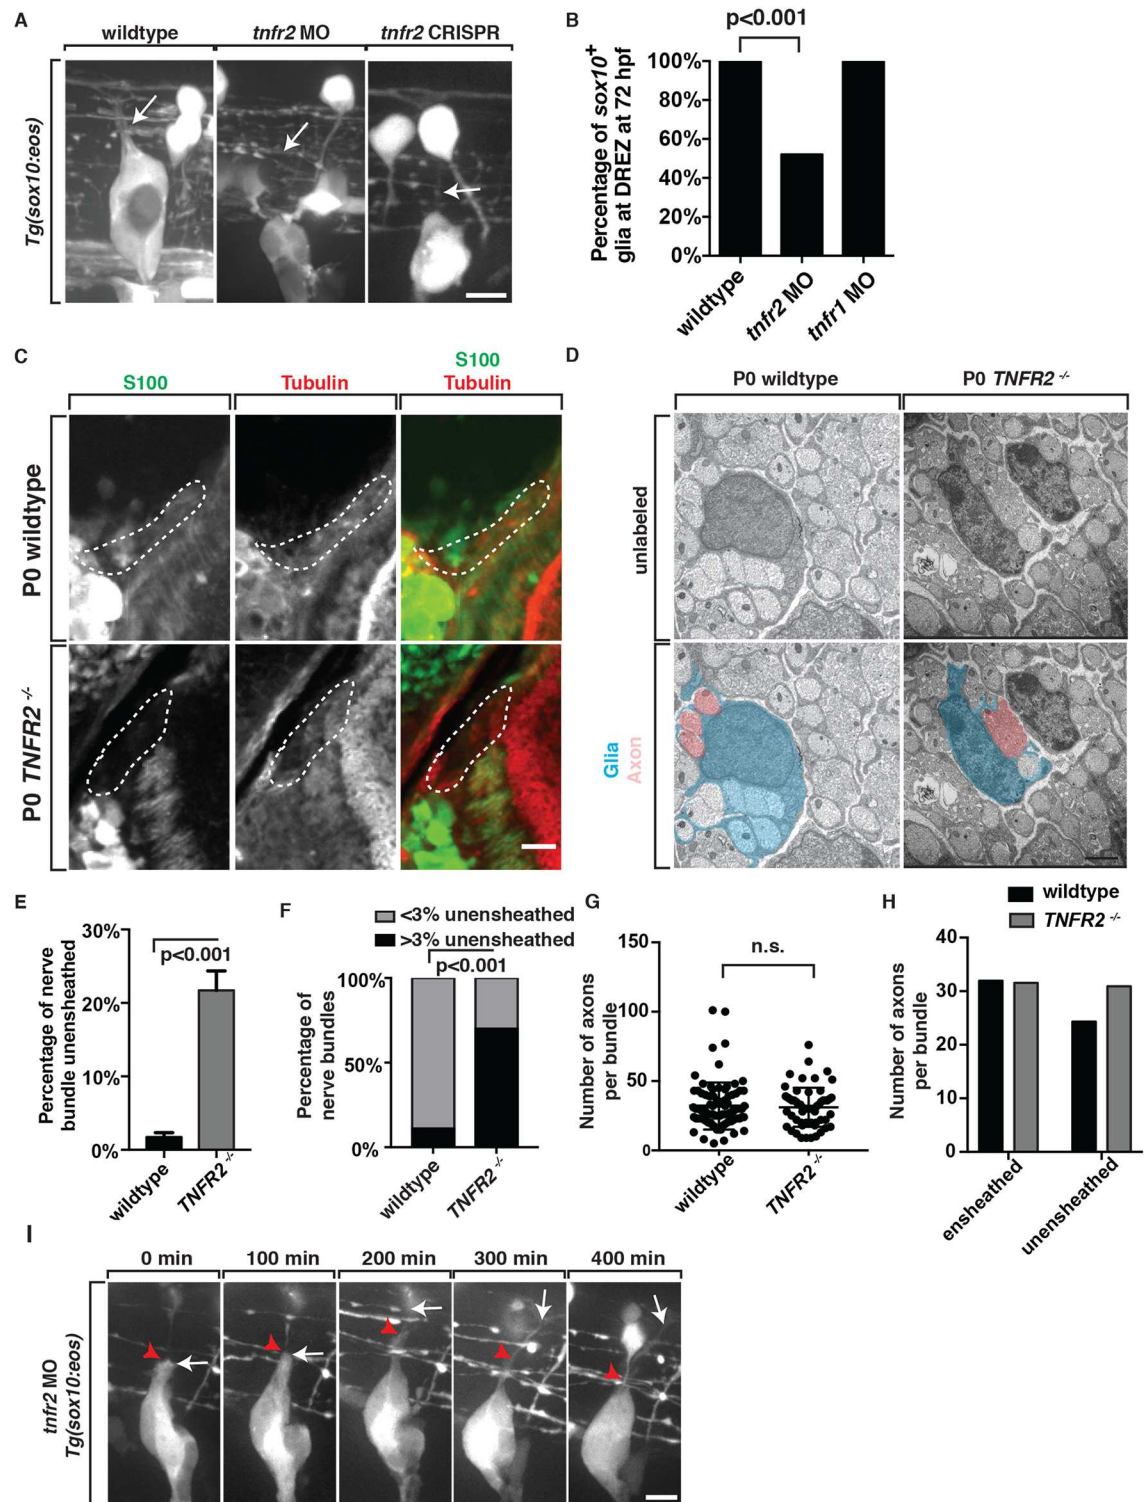 A
wildtype
tnfr2 MO
tnfr2 CRISPR
Tg(sox10:eos)
B
p<0.001
Percentage of sox10+
glia at DREZ at 72 hpf
100%
80%
60%
40%
20%
0%
wildtype
tnfr2 MO
tnfr1 MO
C
S100
Tubulin
S100
Tubulin
P0 wildtype
P0 TNFR2 -/-
D
P0 wildtype
P0 TNFR2 -/-
unlabeled
Glia
Axon
E
Percentage of nerve
bundle unensheathed
30%
20%
10%
0%
p<0.001
wildtype
TNFR2 -/-
F
<3% unensheathed
>3% unensheathed
p<0.001
Percentage of
nerve bundles
100%
50%
0%
wildtype
TNFR2 -/-
G
n.s.
Number of axons
per bundle
150
100
50
0
wildtype
TNFR2 -/-
H
wildtype
TNFR2 -/-
Number of axons
per bundle
40
30
20
10
0
ensheathed
unensheathed
I
0 min
100 min
200 min
300 min
400 min
tnfr2 MO
Tg(sox10:eos)